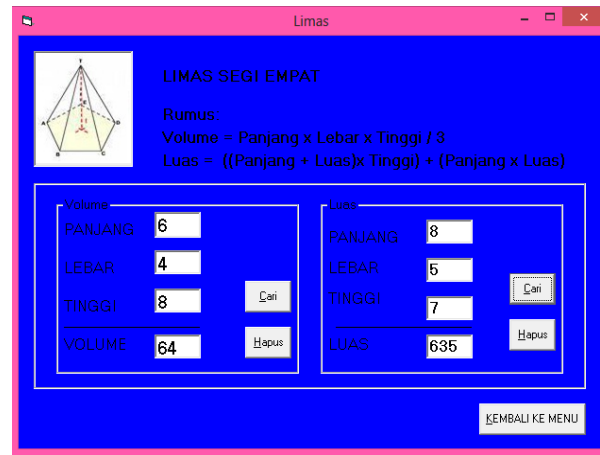 Limas
LIMAS SEGI EMPAT
Rumus:
Volume = Panjang x Lebar x Tinggi / 3
Luas = ((Panjang + Luas)x Tinggi) + (Panjang x Luas)
Volume
PANJANG 6
LEBAR 4
TINGGI 8
VOLUME 64
Cari
Hapus
Luas
PANJANG 8
LEBAR 5
TINGGI 7
LUAS 635
Cari
Hapus
KEMBALI KE MENU